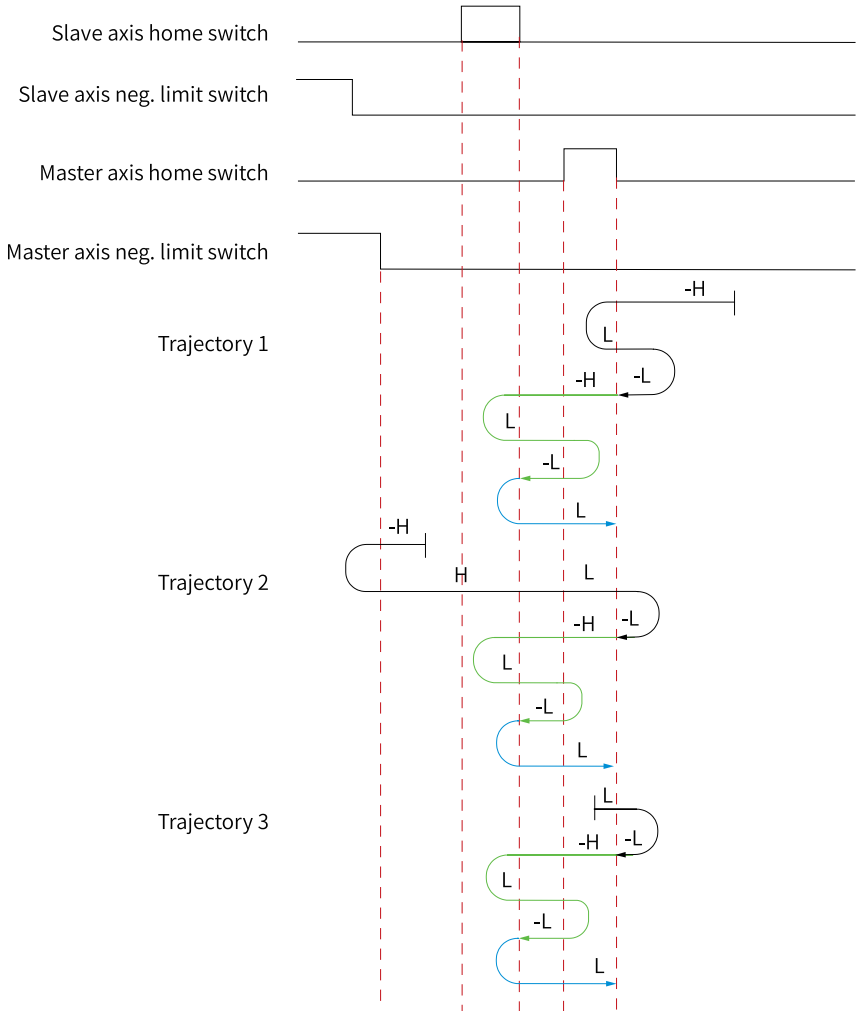 Slave axis home switch
Slave axis neg. limit switch
Master axis home switch
Master axis neg. limit switch
-H
Trajectory 1
L
-H
-L
L
-L
L
-H
Trajectory 2
H
L
-H
-L
L
-L
L
L
Trajectory 3
-H
-L
L
-L
L